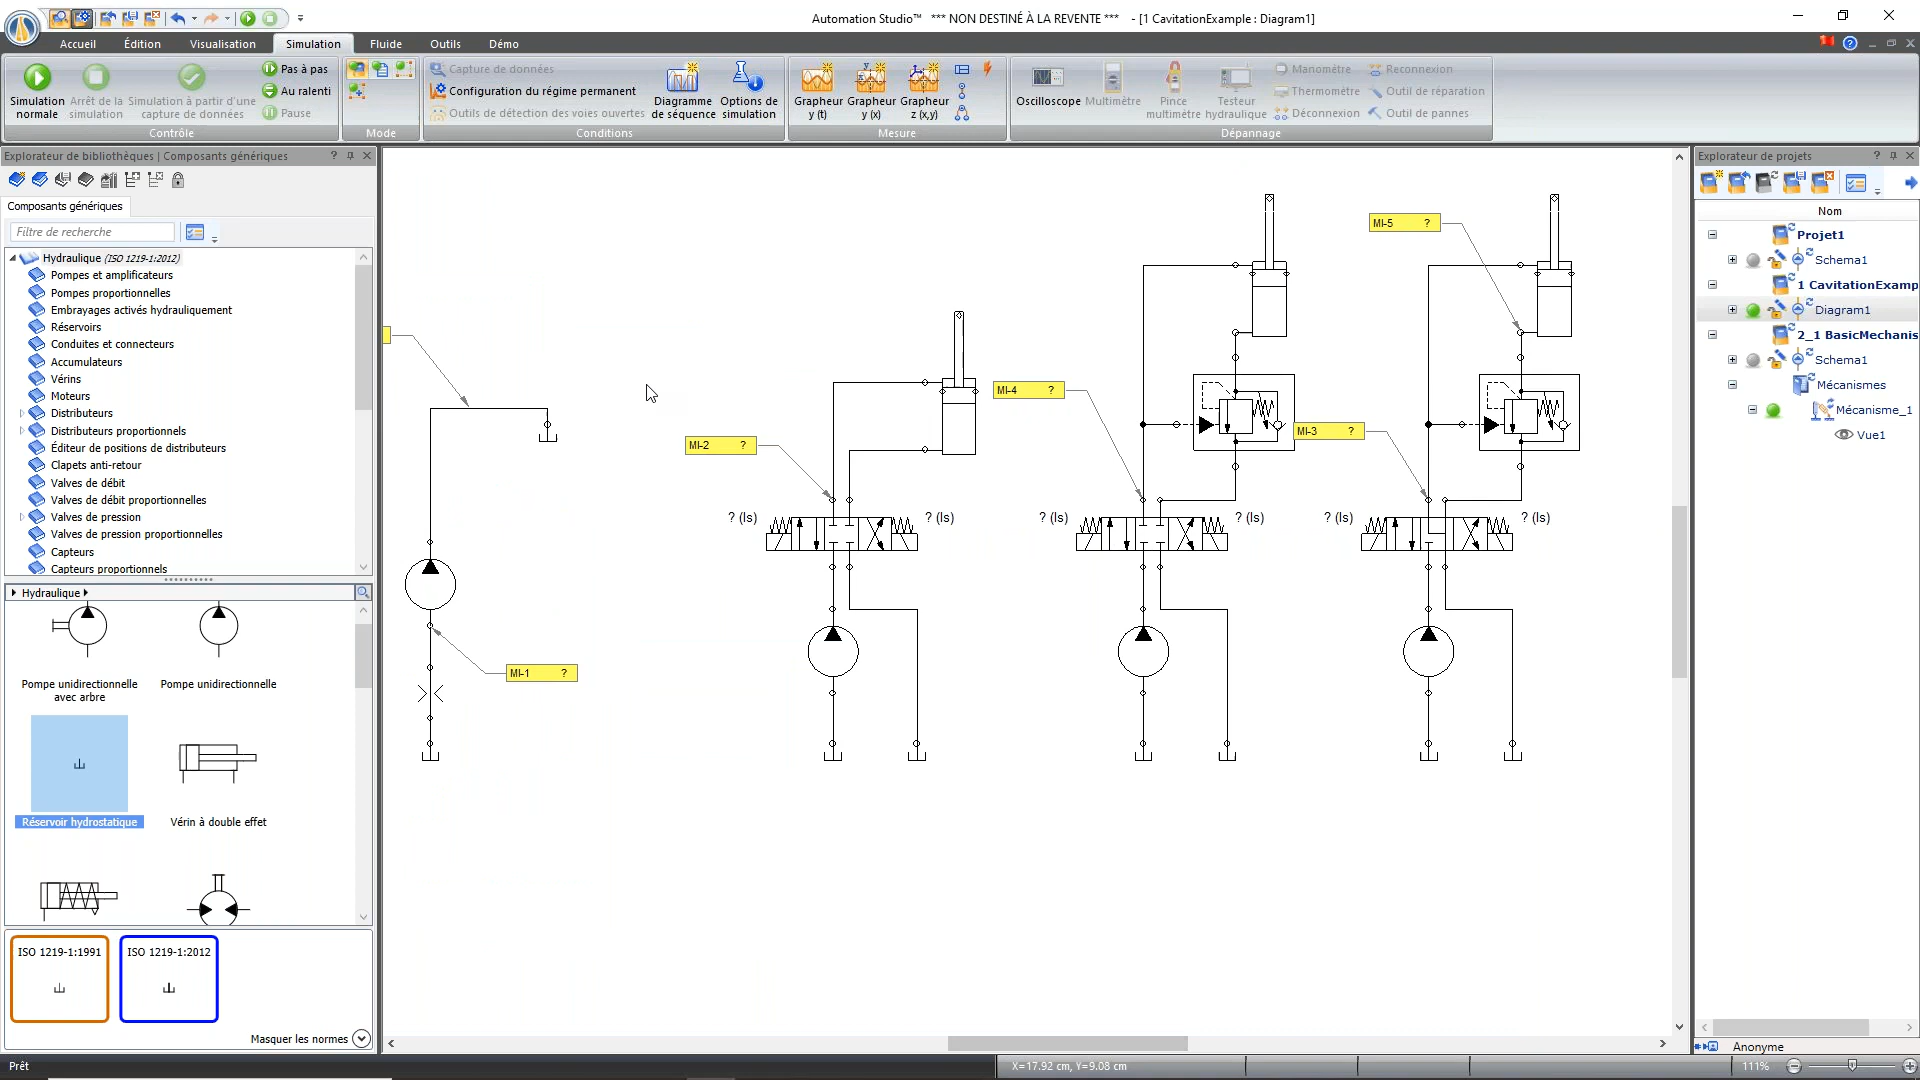 Automation Studio™ *** NON DESTINÉ À LA REVENTE *** - [1 CavitationExample : Diagram1]
Accueil Édition Visualisation Simulation Fluide Outils Démo
Simulation normale
Arrêt de la simulation
Simulation à partir d'une capture de données
Pas à pas
Au ralenti
Pause
Contrôle
Mode
Capture de données
Configuration du régime permanent
Outils de détection des voies ouvertes
Diagramme de séquence
Options de simulation
Conditions
Grapheur y (t)
Grapheur y (x)
Grapheur z (x,y)
Mesure
Oscilloscope
Multimètre
Pince multimètre
Testeur hydraulique
Manomètre
Thermomètre
Déconnexion
Reconnexion
Outil de réparation
Outil de pannes
Dépannage
Explorateur de bibliothèques | Composants génériques
Composants génériques
Filtre de recherche
Hydraulique (ISO 1219-1:2012)
Pompes et amplificateurs
Pompes proportionnelles
Embrayages activés hydrauliquement
Réservoirs
Conduites et connecteurs
Accumulateurs
Vérins
Moteurs
Distributeurs
Distributeurs proportionnels
Éditeur de positions de distributeurs
Clapets anti-retour
Valves de débit
Valves de débit proportionnelles
Valves de pression
Valves de pression proportionnelles
Capteurs
Capteurs proportionnels
Hydraulique
Pompe unidirectionnelle avec arbre
Pompe unidirectionnelle
Réservoir hydrostatique
Vérin à double effet
ISO 1219-1:1991
ISO 1219-1:2012
Masquer les normes
MI-5 ?
MI-4 ?
MI-3 ?
MI-2 ?
? (ls) ? (ls) ? (ls) ? (ls) ? (ls) ? (ls)
MI-1 ?
Explorateur de projets
Nom
Projet1
Schema1
1 CavitationExamp
Diagram1
2_1 BasicMechanis
Schema1
Mécanismes
Mécanisme_1
Vue1
Anonyme
Prêt
X=17.92 cm, Y=9.08 cm
111%